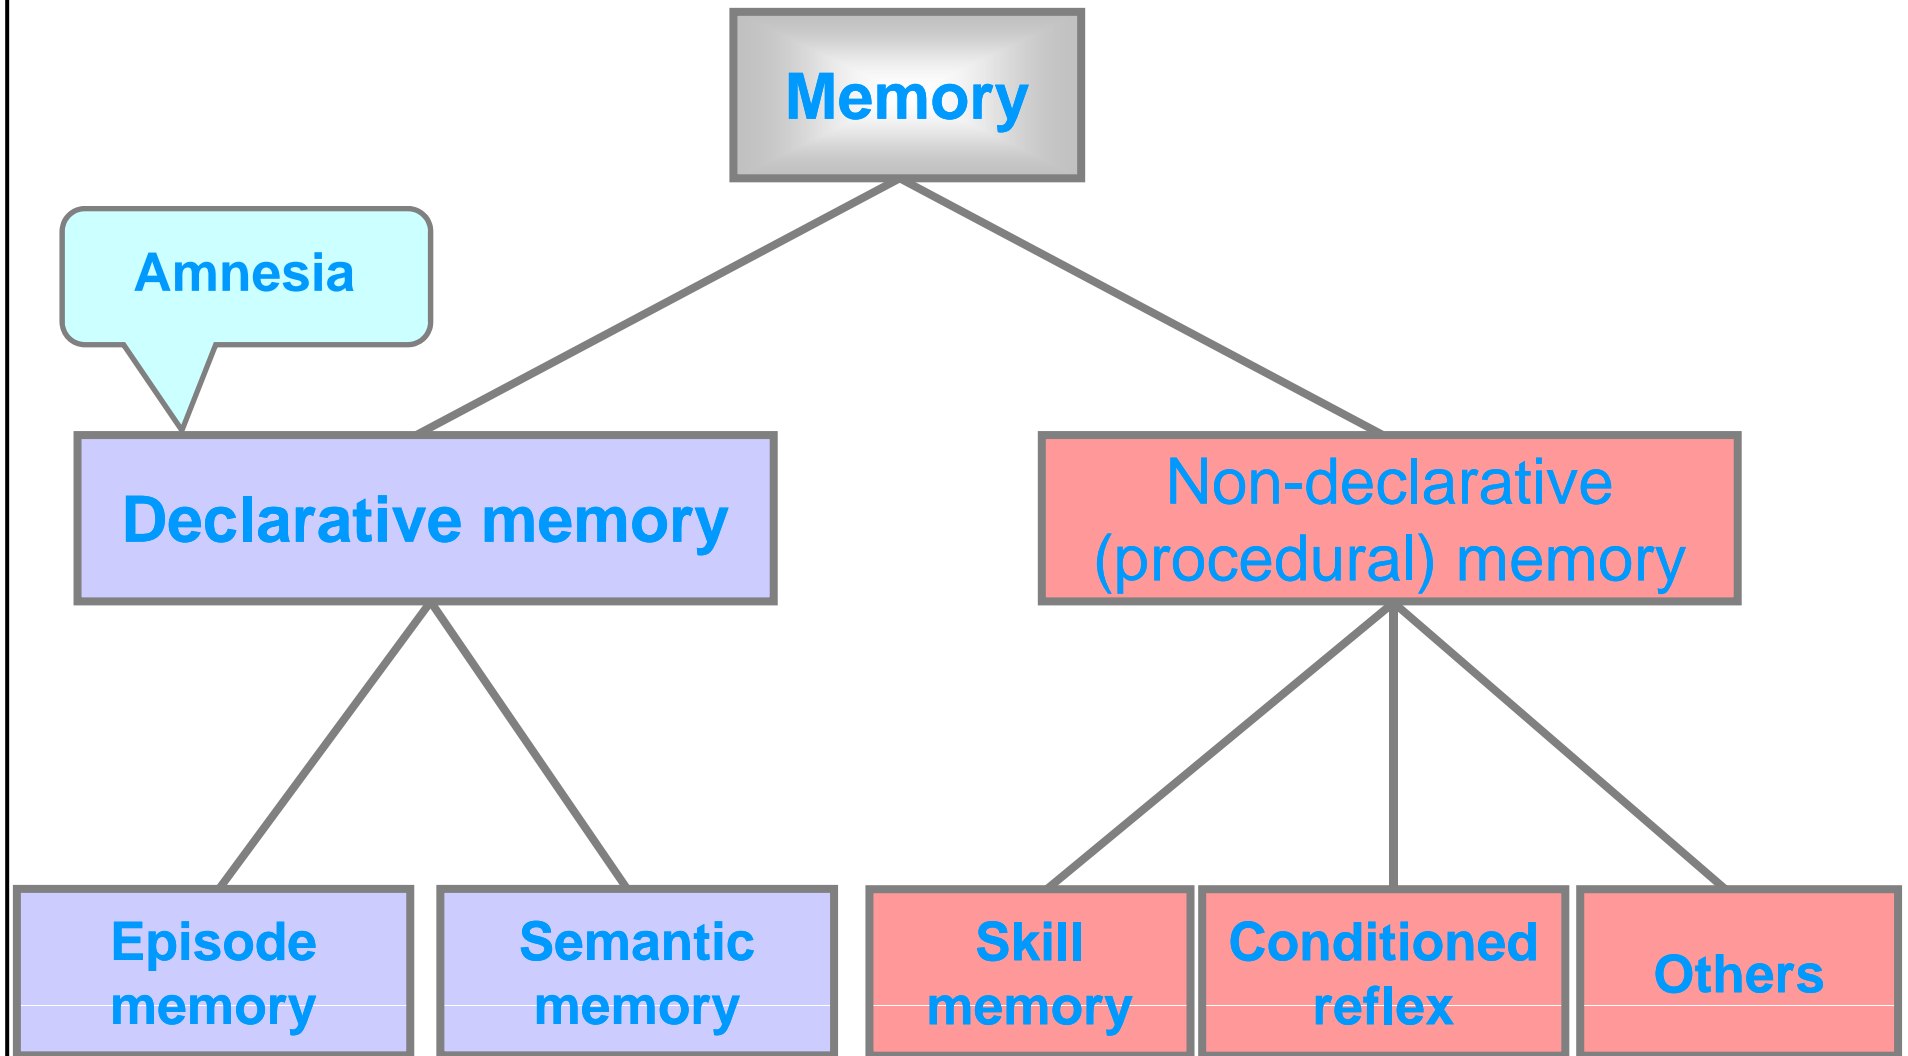 Memory
Amnesia
Declarative memory
Non-declarative
(procedural) memory
Episode
memory
Semantic
memory
Skill
memory
Conditioned
reflex
Others